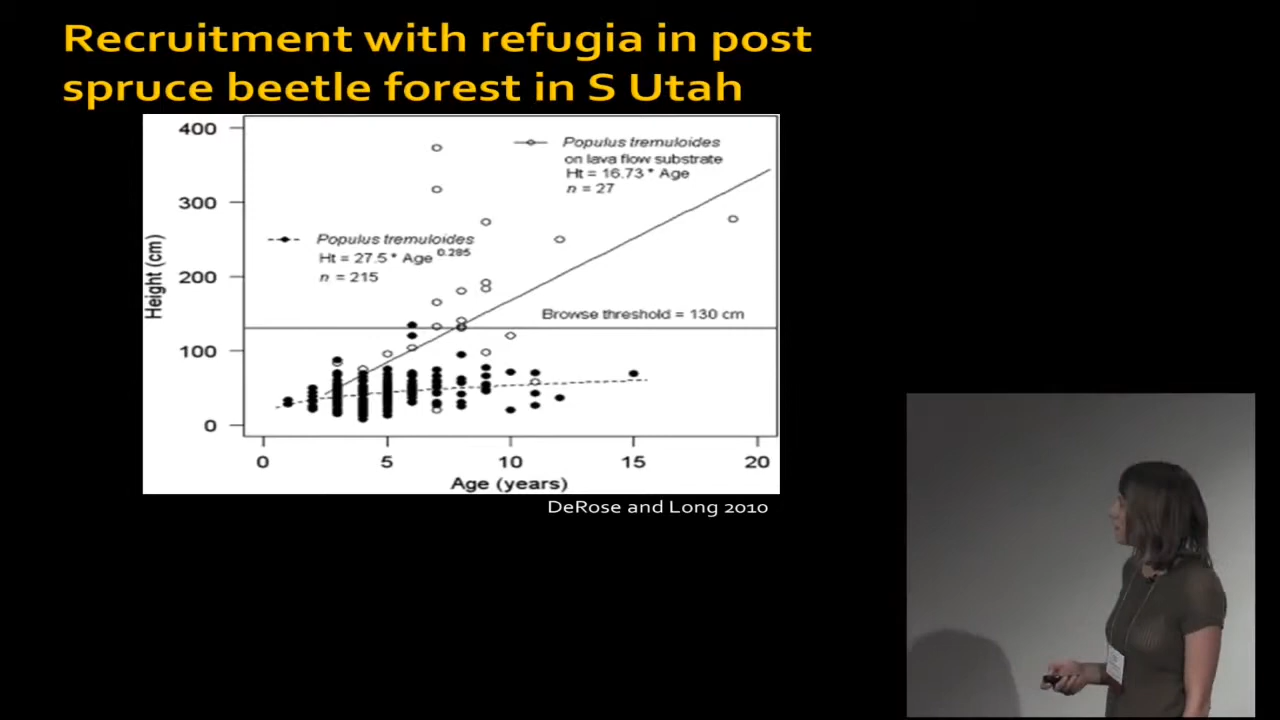 Recruitment with refugia in post
spruce beetle forest in S Utah
400
300
200
100
0
Height (cm)
Populus tremuloides
on lava flow substrate
Ht = 16.73 * Age
n = 27
Populus tremuloides
Ht = 27.5 * Age 0.285
n = 215
Browse threshold = 130 cm
0 5 10 15 20
Age (years)
DeRose and Long 2010